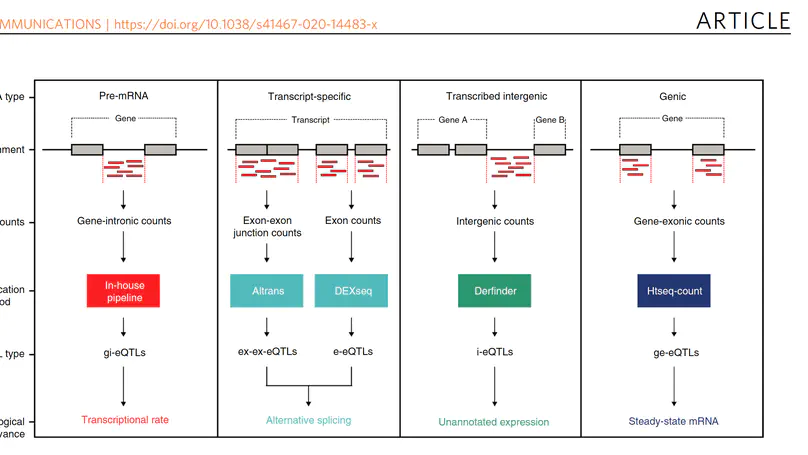 MMUNICATIONS | https://doi.org/10.1038/s41467-020-14483-x
ARTICLE
A type
Pre-mRNA
Transcript-specific
Transcribed intergenic
Genic
Gene
Transcript
Gene A
Gene B
Gene
nment
ounts
Gene-intronic counts
Exon-exon
junction counts
Exon counts
Intergenic counts
Gene-exonic counts
cation
od
In-house
pipeline
Altrans
DEXseq
Derfinder
Htseq-count
L type
gi-eQTLs
ex-ex-eQTLs
e-eQTLs
i-eQTLs
ge-eQTLs
ogical
vance
Transcriptional rate
Alternative splicing
Unannotated expression
Steady-state mRNA